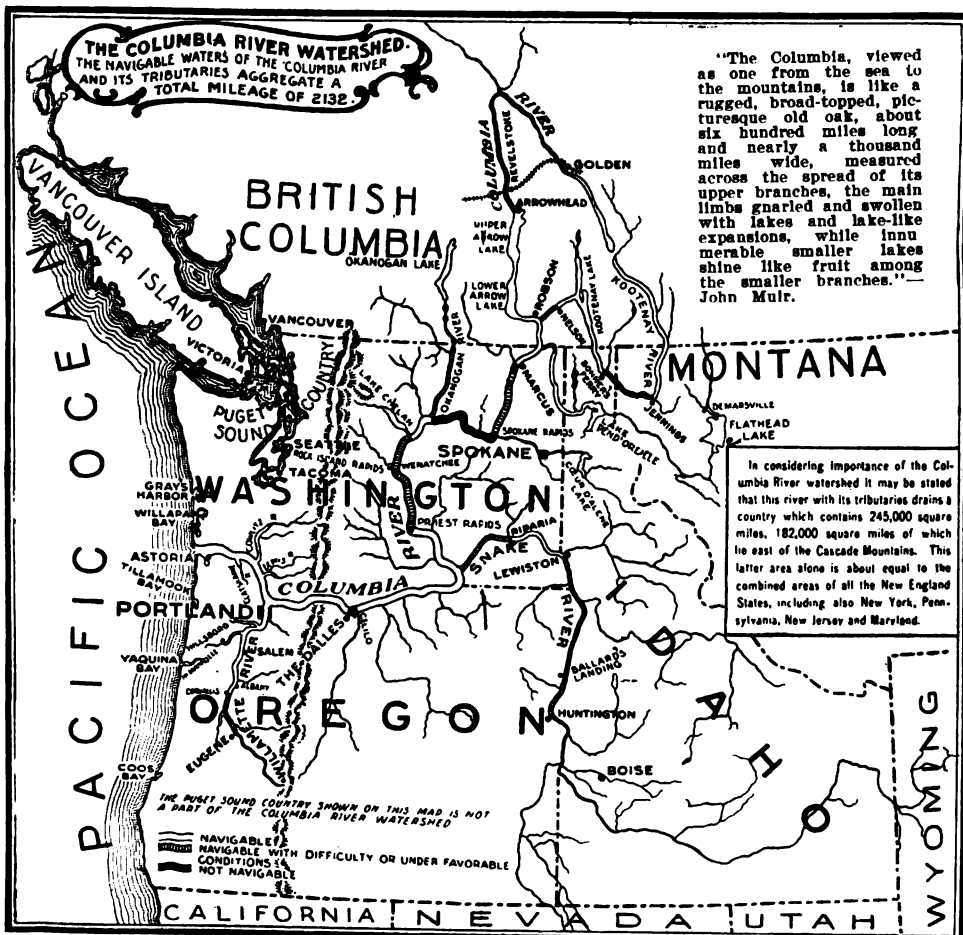 THE COLUMBIA RIVER WATERSHED.
THE NAVIGABLE WATERS OF THE COLUMBIA RIVER
AND ITS TRIBUTARIES AGGREGATE A
TOTAL MILEAGE OF 2132.
"The Columbia, viewed
as one from the sea to
the mountains, is like a
rugged, broad-topped, pic-
turesque old oak, about
six hundred miles long
and nearly a thousand
miles wide, measured
across the spread of its
upper branches, the main
limbs gnarled and swollen
with lakes and lake-like
expansions, while innu
merable smaller lakes
shine like fruit among
the smaller branches."—
John Muir.
COLUMBIA RIVER
REVELSTOKE
GOLDEN
ARROWHEAD
UPPER
ARROW
LAKE
VANCOUVER ISLAND
BRITISH
COLUMBIA
OKANOGAN LAKE
LOWER
ARROW
LAKE
ROBSON
NELSON
ROOTENAY LAKE
KOOTENAY
RIVER
VANCOUVER
VICTORIA
PUGET
SOUND
COUNTRY
LAKE CHELAN
OKANOGAN RIVER
MARCUS
BONNERS
FERRY
JENNINGS
MONTANA
DEMARSVILLE
FLATHEAD
LAKE
LAKE
PEND'OREILLE
SPOKANE RAPIDS
SPOKANE
COEUR D'ALENE
LAKE
SEATTLE
ROCK ISLAND RAPIDS
WENATCHEE
TACOMA
GRAYS
HARBOR
WASHINGTON
WILLAPA
BAY
PRIEST RAPIDS
RIVER
RIPARIA
SNAKE
LEWISTON
RIVER
In considering importance of the Col-
umbia River watershed it may be stated
that this river with its tributaries drains a
country which contains 245,000 square
miles, 182,000 square miles of which
lie east of the Cascade Mountains. This
latter area alone is about equal to the
combined areas of all the New England
States, including also New York, Penn-
sylvania, New Jersey and Maryland.
ASTORIA
TILLAMOOK
BAY
COLUMBIA
PORTLAND
HILLSBORO
CELILO
THE DALLES
SALEM
YAQUINA
BAY
CORVALLIS
ALBANY
WILLAMETTE RIVER
EUGENE
OREGON
BALLARD'S
LANDING
HUNTINGTON
BOISE
IDAHO
COOS
BAY
PACIFIC OCEAN
WYOMING
THE PUGET SOUND COUNTRY SHOWN ON THIS MAD IS NOT
A PART OF THE COLUMBIA RIVER WATERSHED
NAVIGABLE
NAVIGABLE WITH DIFFICULTY OR UNDER FAVORABLE
CONDITIONS
NOT NAVIGABLE
CALIFORNIA
NEVADA
UTAH